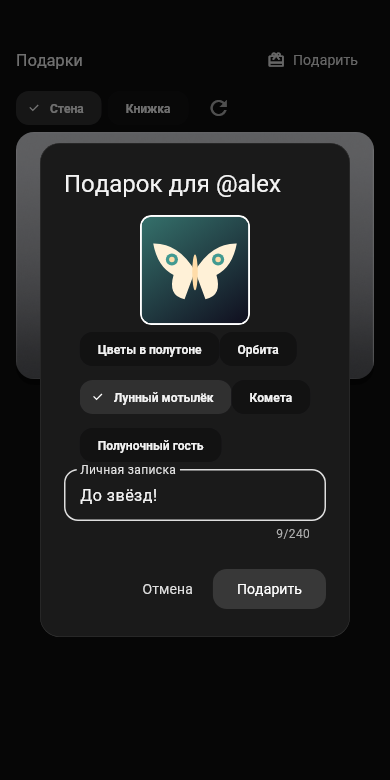 Подарки
Подарить
Стена
Книжка
Подарок для @alex
Цветы в полутоне
Орбита
Лунный мотылёк
Комета
Полуночный гость
Личная записка
До звёзд!
9/240
Отмена
Подарить